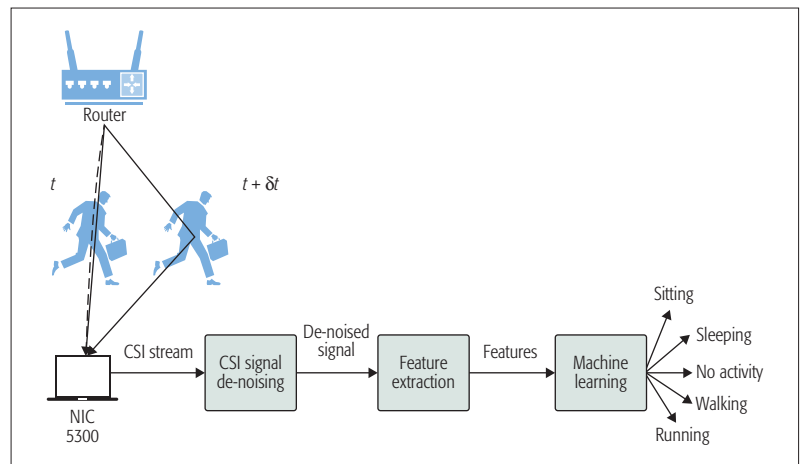 Router
t
t + δt
CSI stream
CSI signal
de-noising
De-noised
signal
Feature
extraction
Features
Machine
learning
Sitting
Sleeping
No activity
Walking
Running
NIC
5300